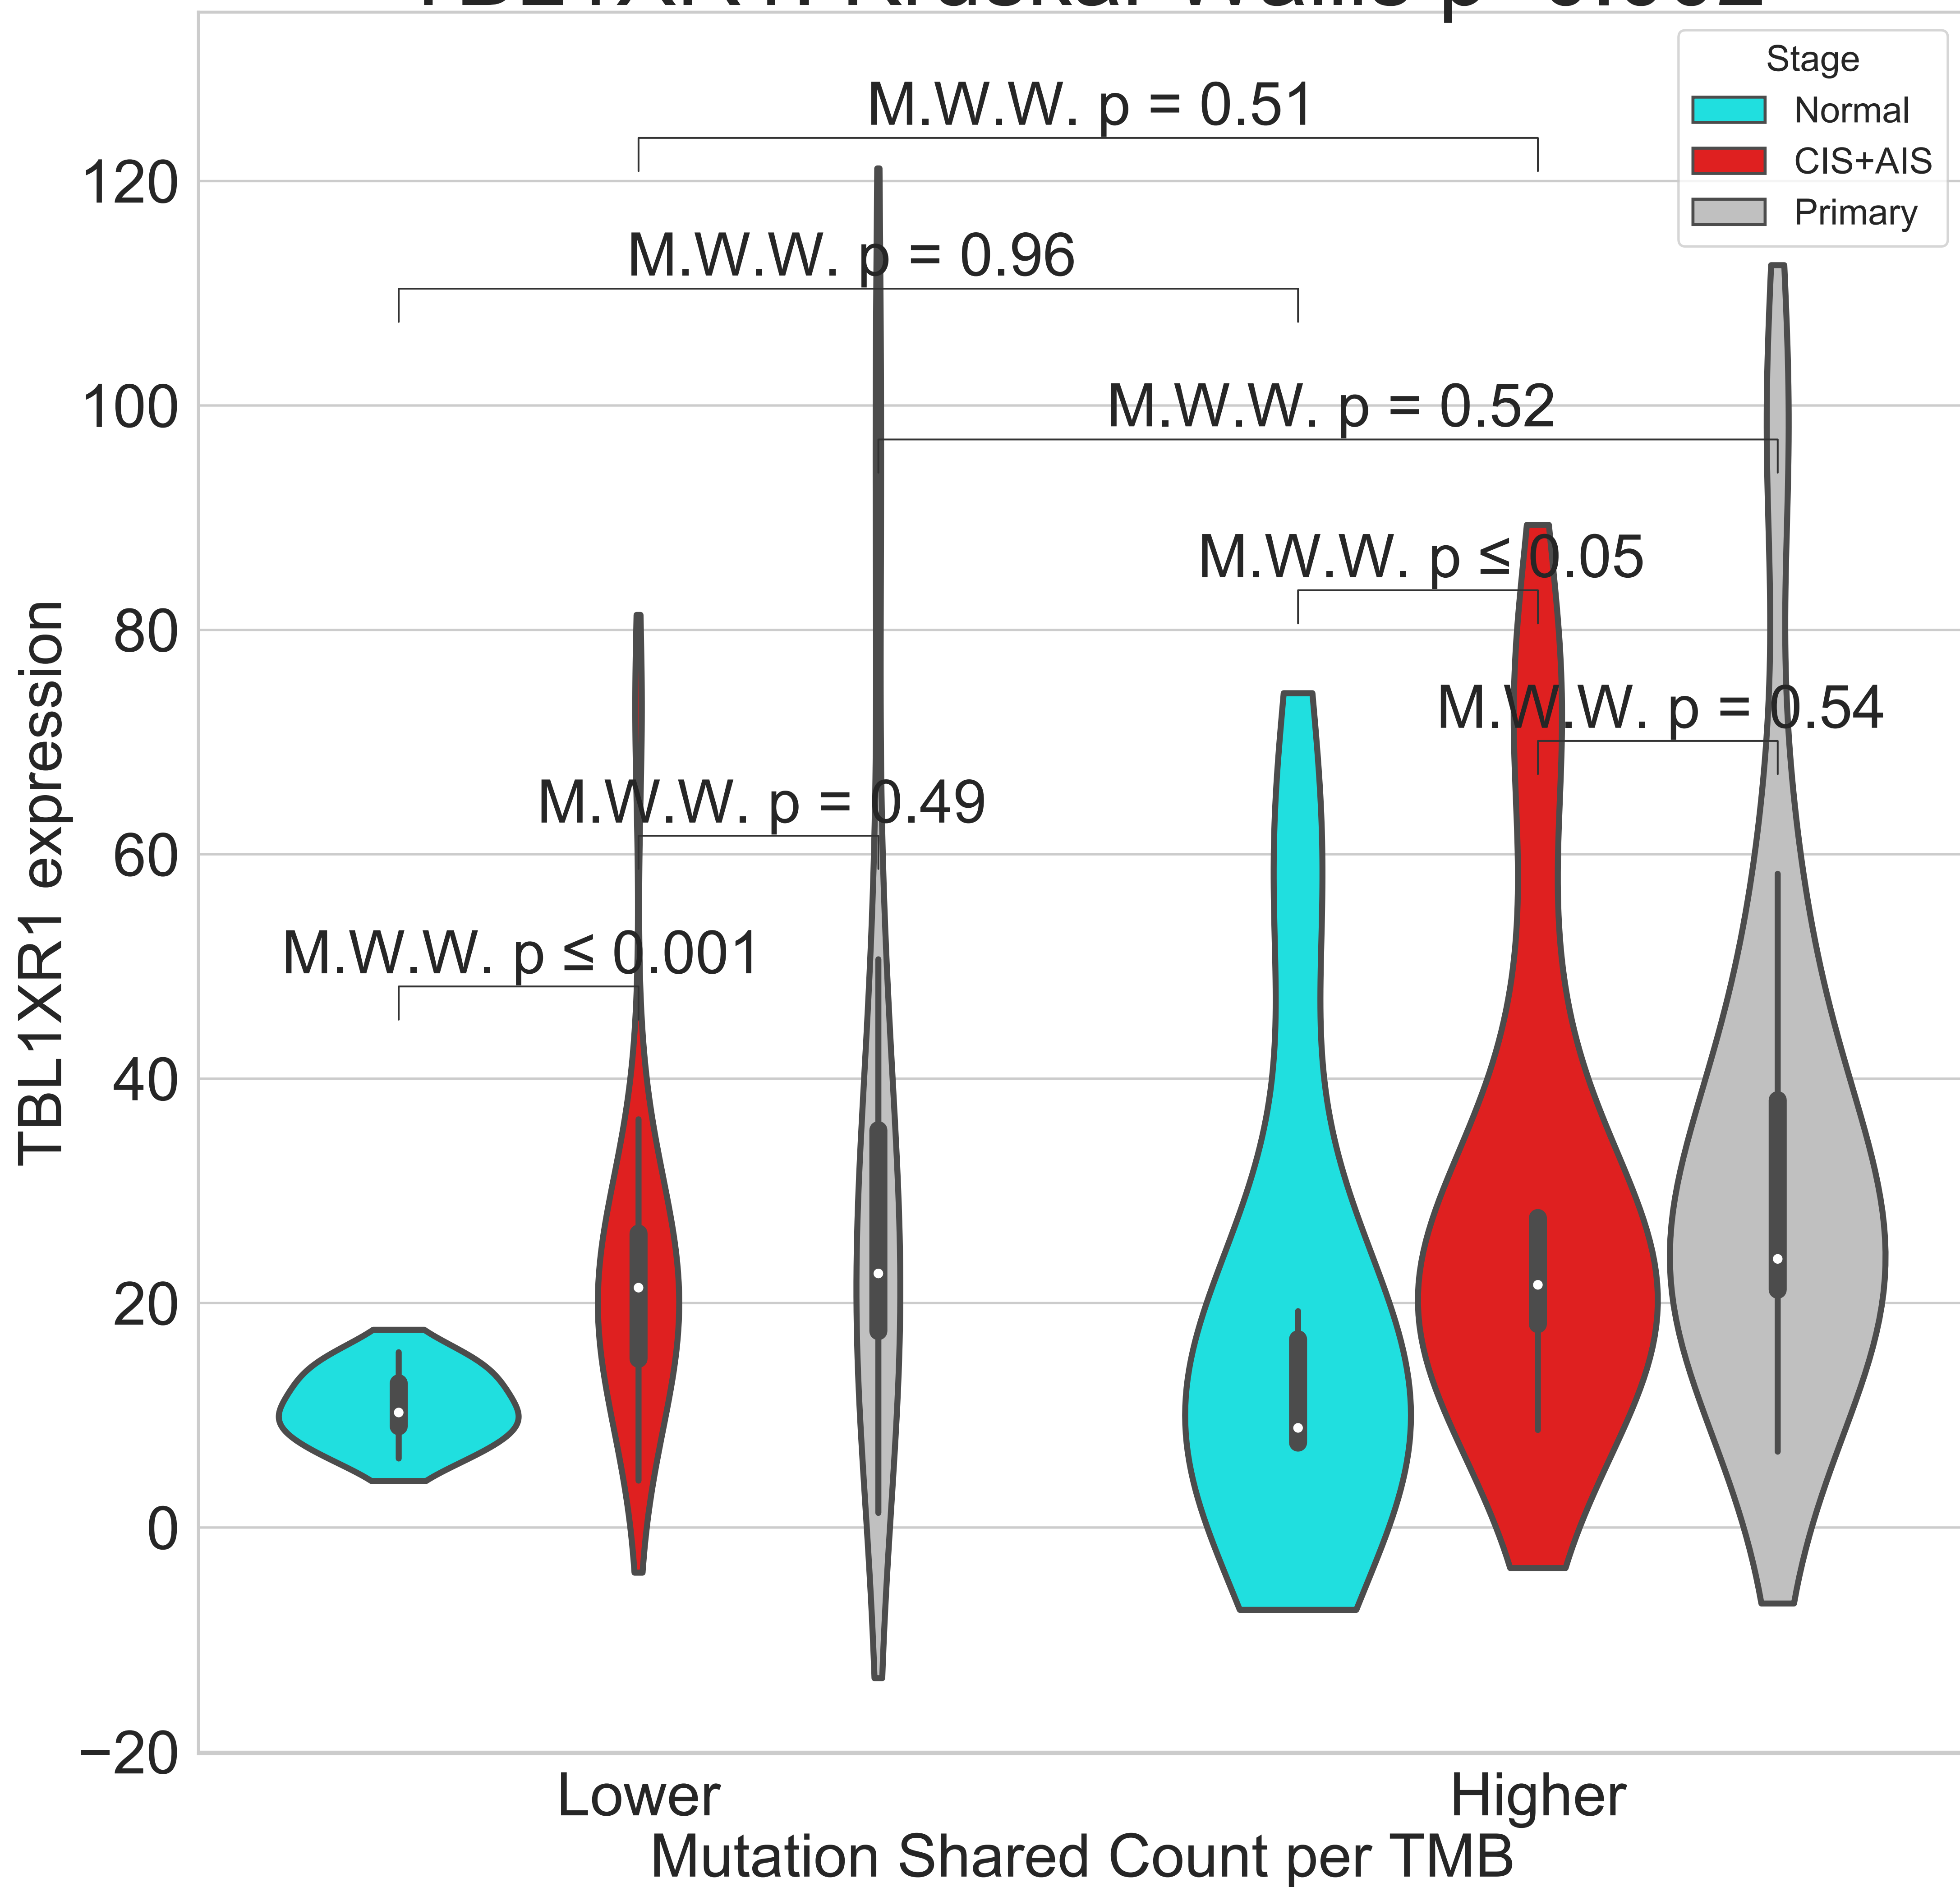 Stage
Normal
CIS+AIS
Primary
M.W.W. p = 0.51
M.W.W. p = 0.96
M.W.W. p = 0.52
M.W.W. p ≤ 0.05
M.W.W. p = 0.54
M.W.W. p = 0.49
M.W.W. p ≤ 0.001
TBL1XR1 expression
120
100
80
60
40
20
0
−20
Lower
Higher
Mutation Shared Count per TMB